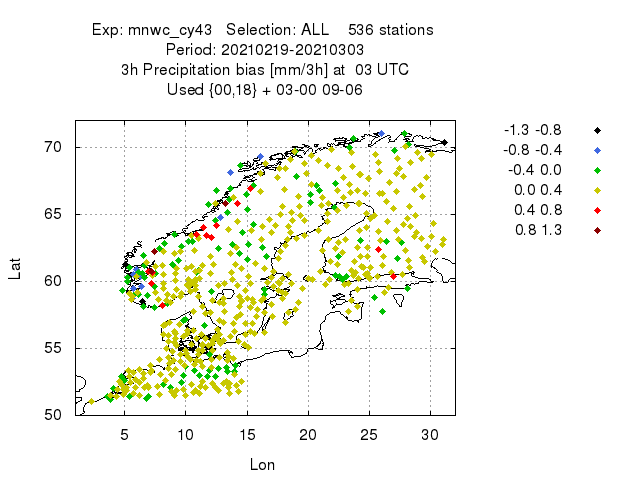 Exp: mnwc_cy43 Selection: ALL 536 stations
Period: 20210219-20210303
3h Precipitation bias [mm/3h] at 03 UTC
Used {00,18} + 03-00 09-06
-1.3 -0.8
-0.8 -0.4
-0.4 0.0
0.0 0.4
0.4 0.8
0.8 1.3
70
65
60
55
50
Lat
5 10 15 20 25 30
Lon